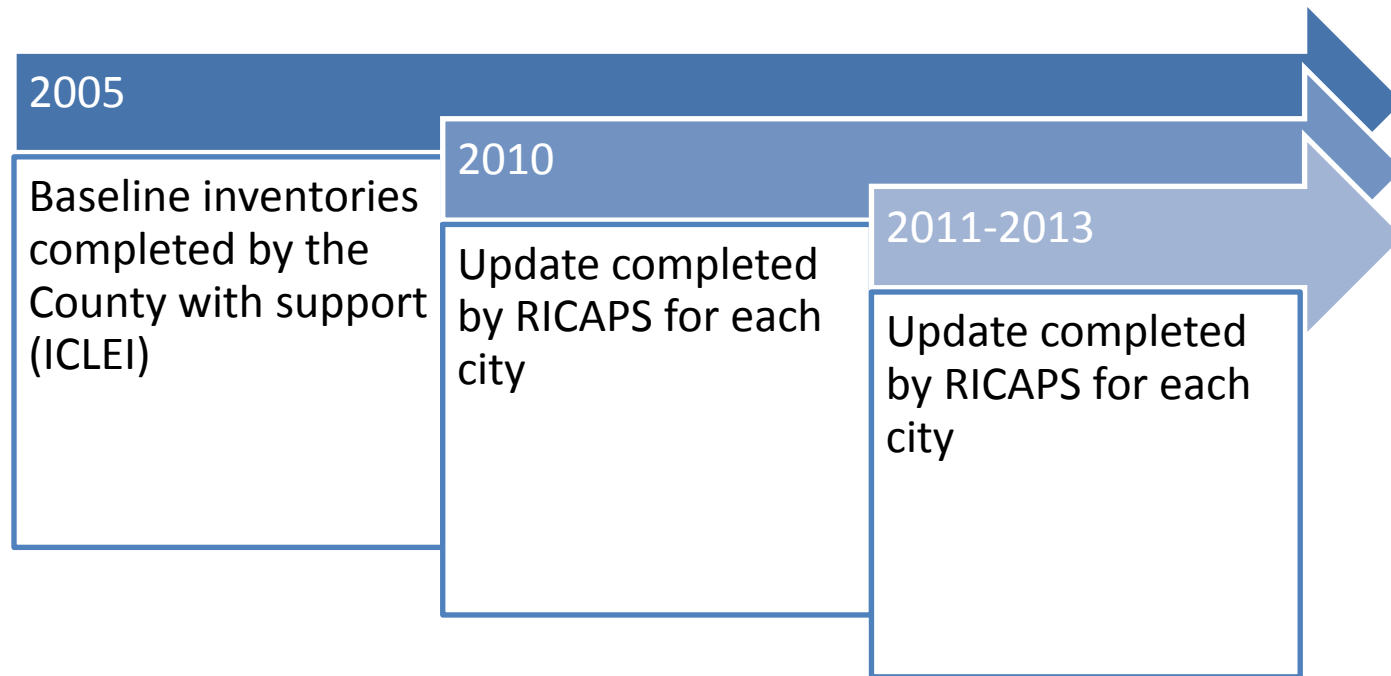 2005
Baseline inventories
completed by the
County with support
(ICLEI)
2010
Update completed
by RICAPS for each
city
2011-2013
Update completed
by RICAPS for each
city